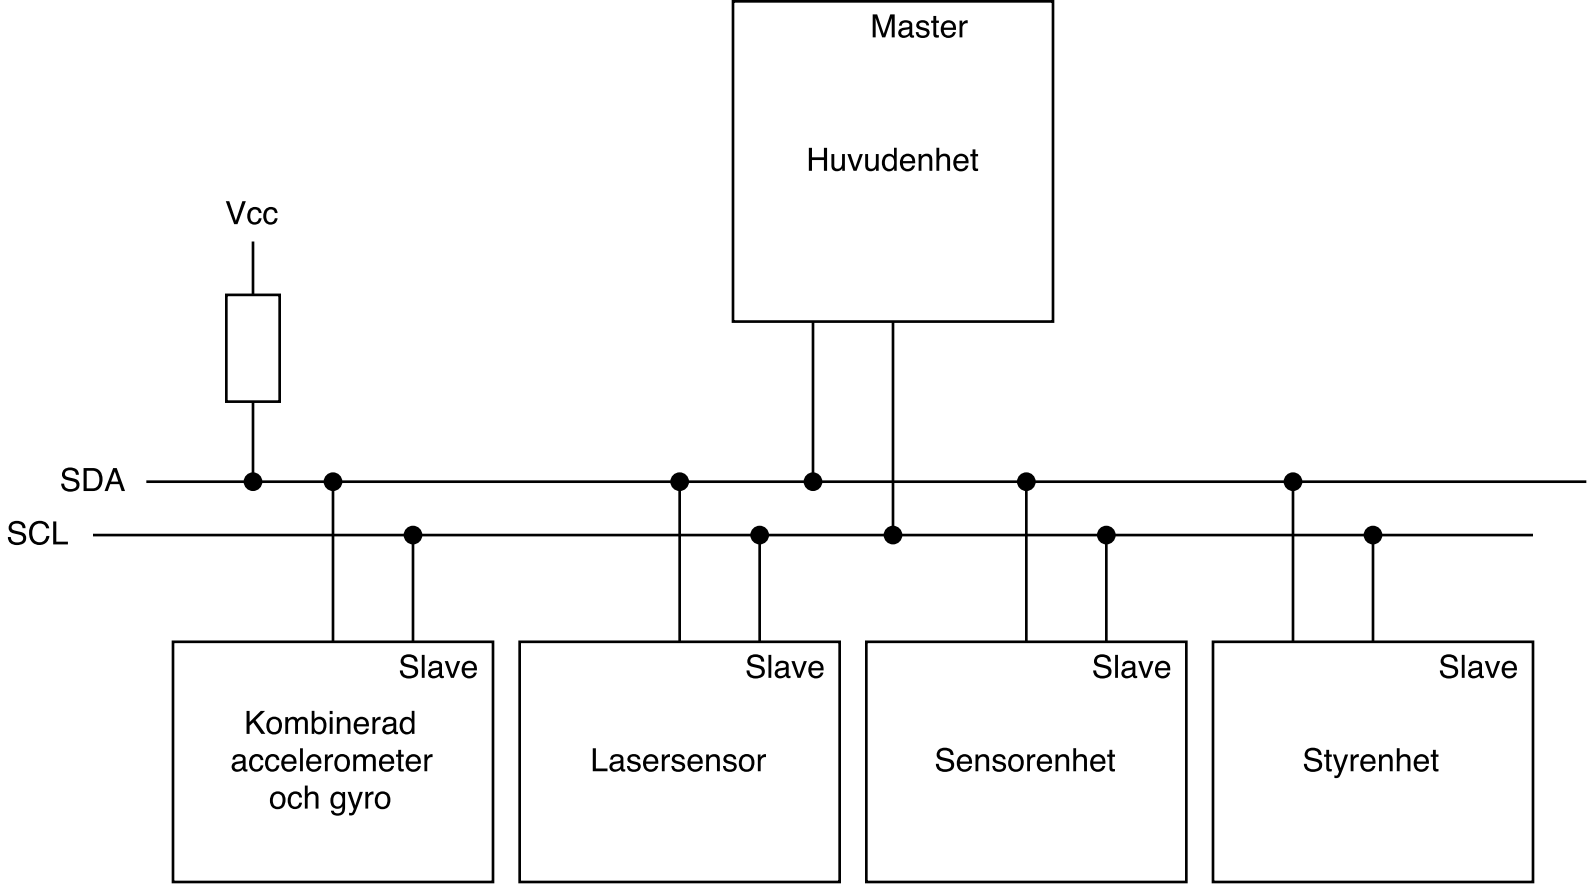 Master
Huvudenhet
Vcc
SDA
SCL
Slave
Kombinerad
accelerometer
och gyro
Slave
Lasersensor
Slave
Sensorenhet
Slave
Styrenhet